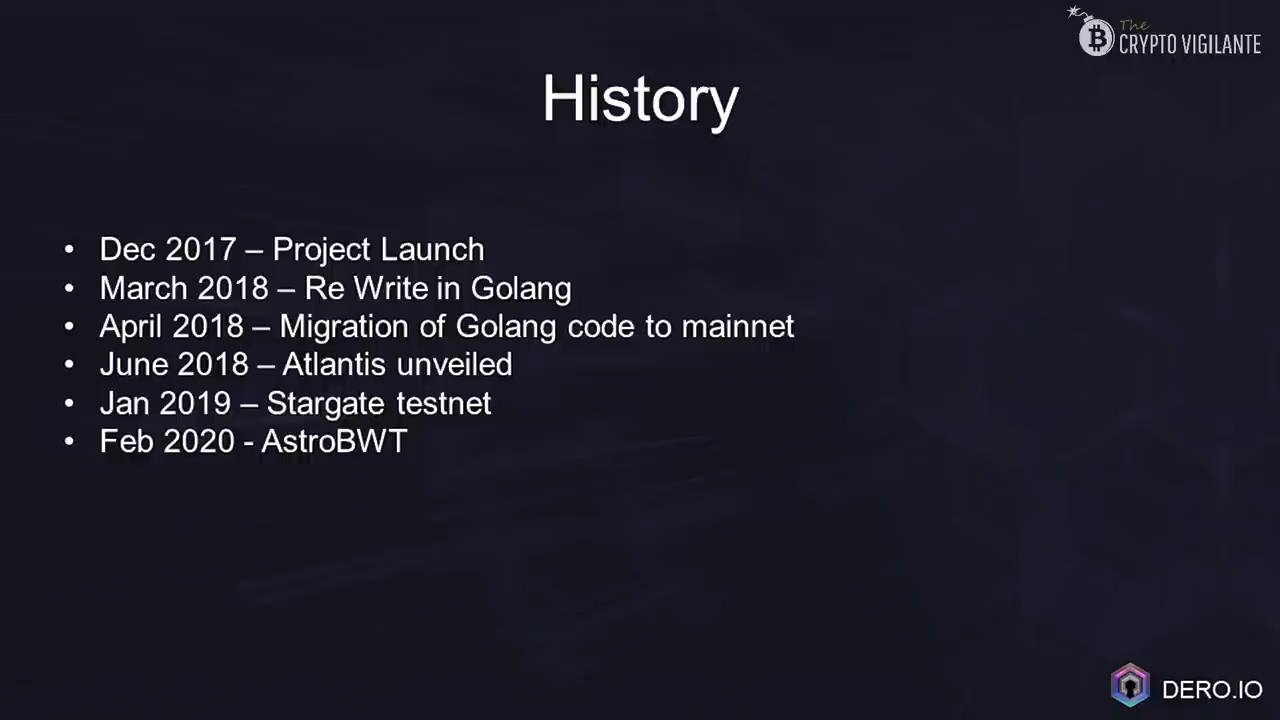 The
CRYPTO VIGILANTE
History
• Dec 2017 – Project Launch
• March 2018 – Re Write in Golang
• April 2018 – Migration of Golang code to mainnet
• June 2018 – Atlantis unveiled
• Jan 2019 – Stargate testnet
• Feb 2020 - AstroBWT
DERO.IO